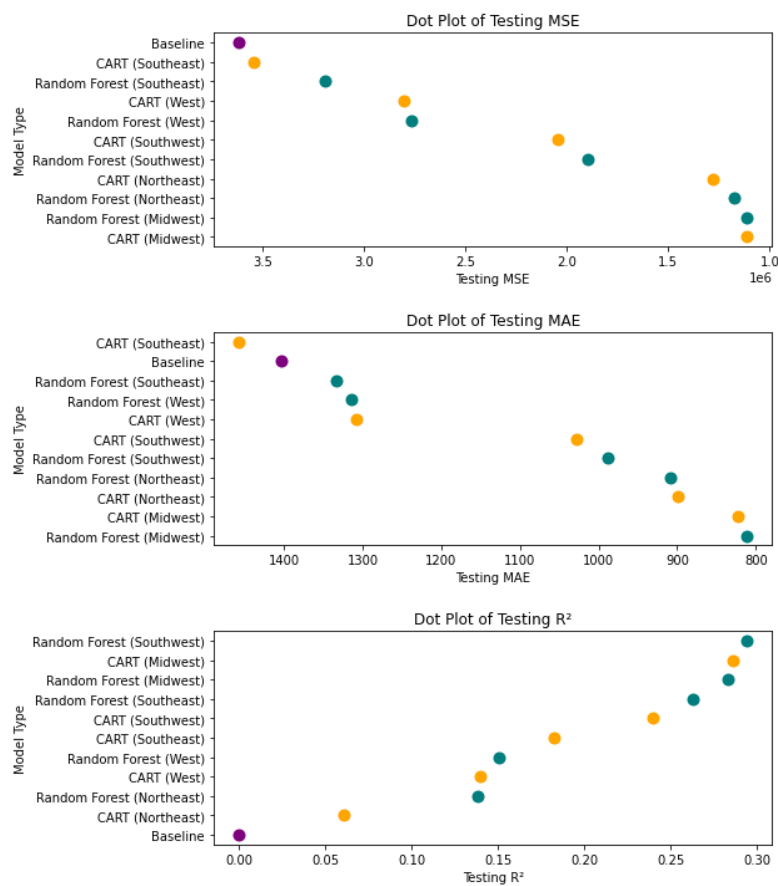 Dot Plot of Testing MSE
Model Type
Baseline
CART (Southeast)
Random Forest (Southeast)
CART (West)
Random Forest (West)
CART (Southwest)
Random Forest (Southwest)
CART (Northeast)
Random Forest (Northeast)
Random Forest (Midwest)
CART (Midwest)
3.5 3.0 2.5 2.0 1.5 1.0
1e6
Testing MSE
Dot Plot of Testing MAE
Model Type
CART (Southeast)
Baseline
Random Forest (Southeast)
Random Forest (West)
CART (West)
CART (Southwest)
Random Forest (Southwest)
Random Forest (Northeast)
CART (Northeast)
CART (Midwest)
Random Forest (Midwest)
1400 1300 1200 1100 1000 900 800
Testing MAE
Dot Plot of Testing R²
Model Type
Random Forest (Southwest)
CART (Midwest)
Random Forest (Midwest)
Random Forest (Southeast)
CART (Southwest)
CART (Southeast)
Random Forest (West)
CART (West)
Random Forest (Northeast)
CART (Northeast)
Baseline
0.00 0.05 0.10 0.15 0.20 0.25 0.30
Testing R²